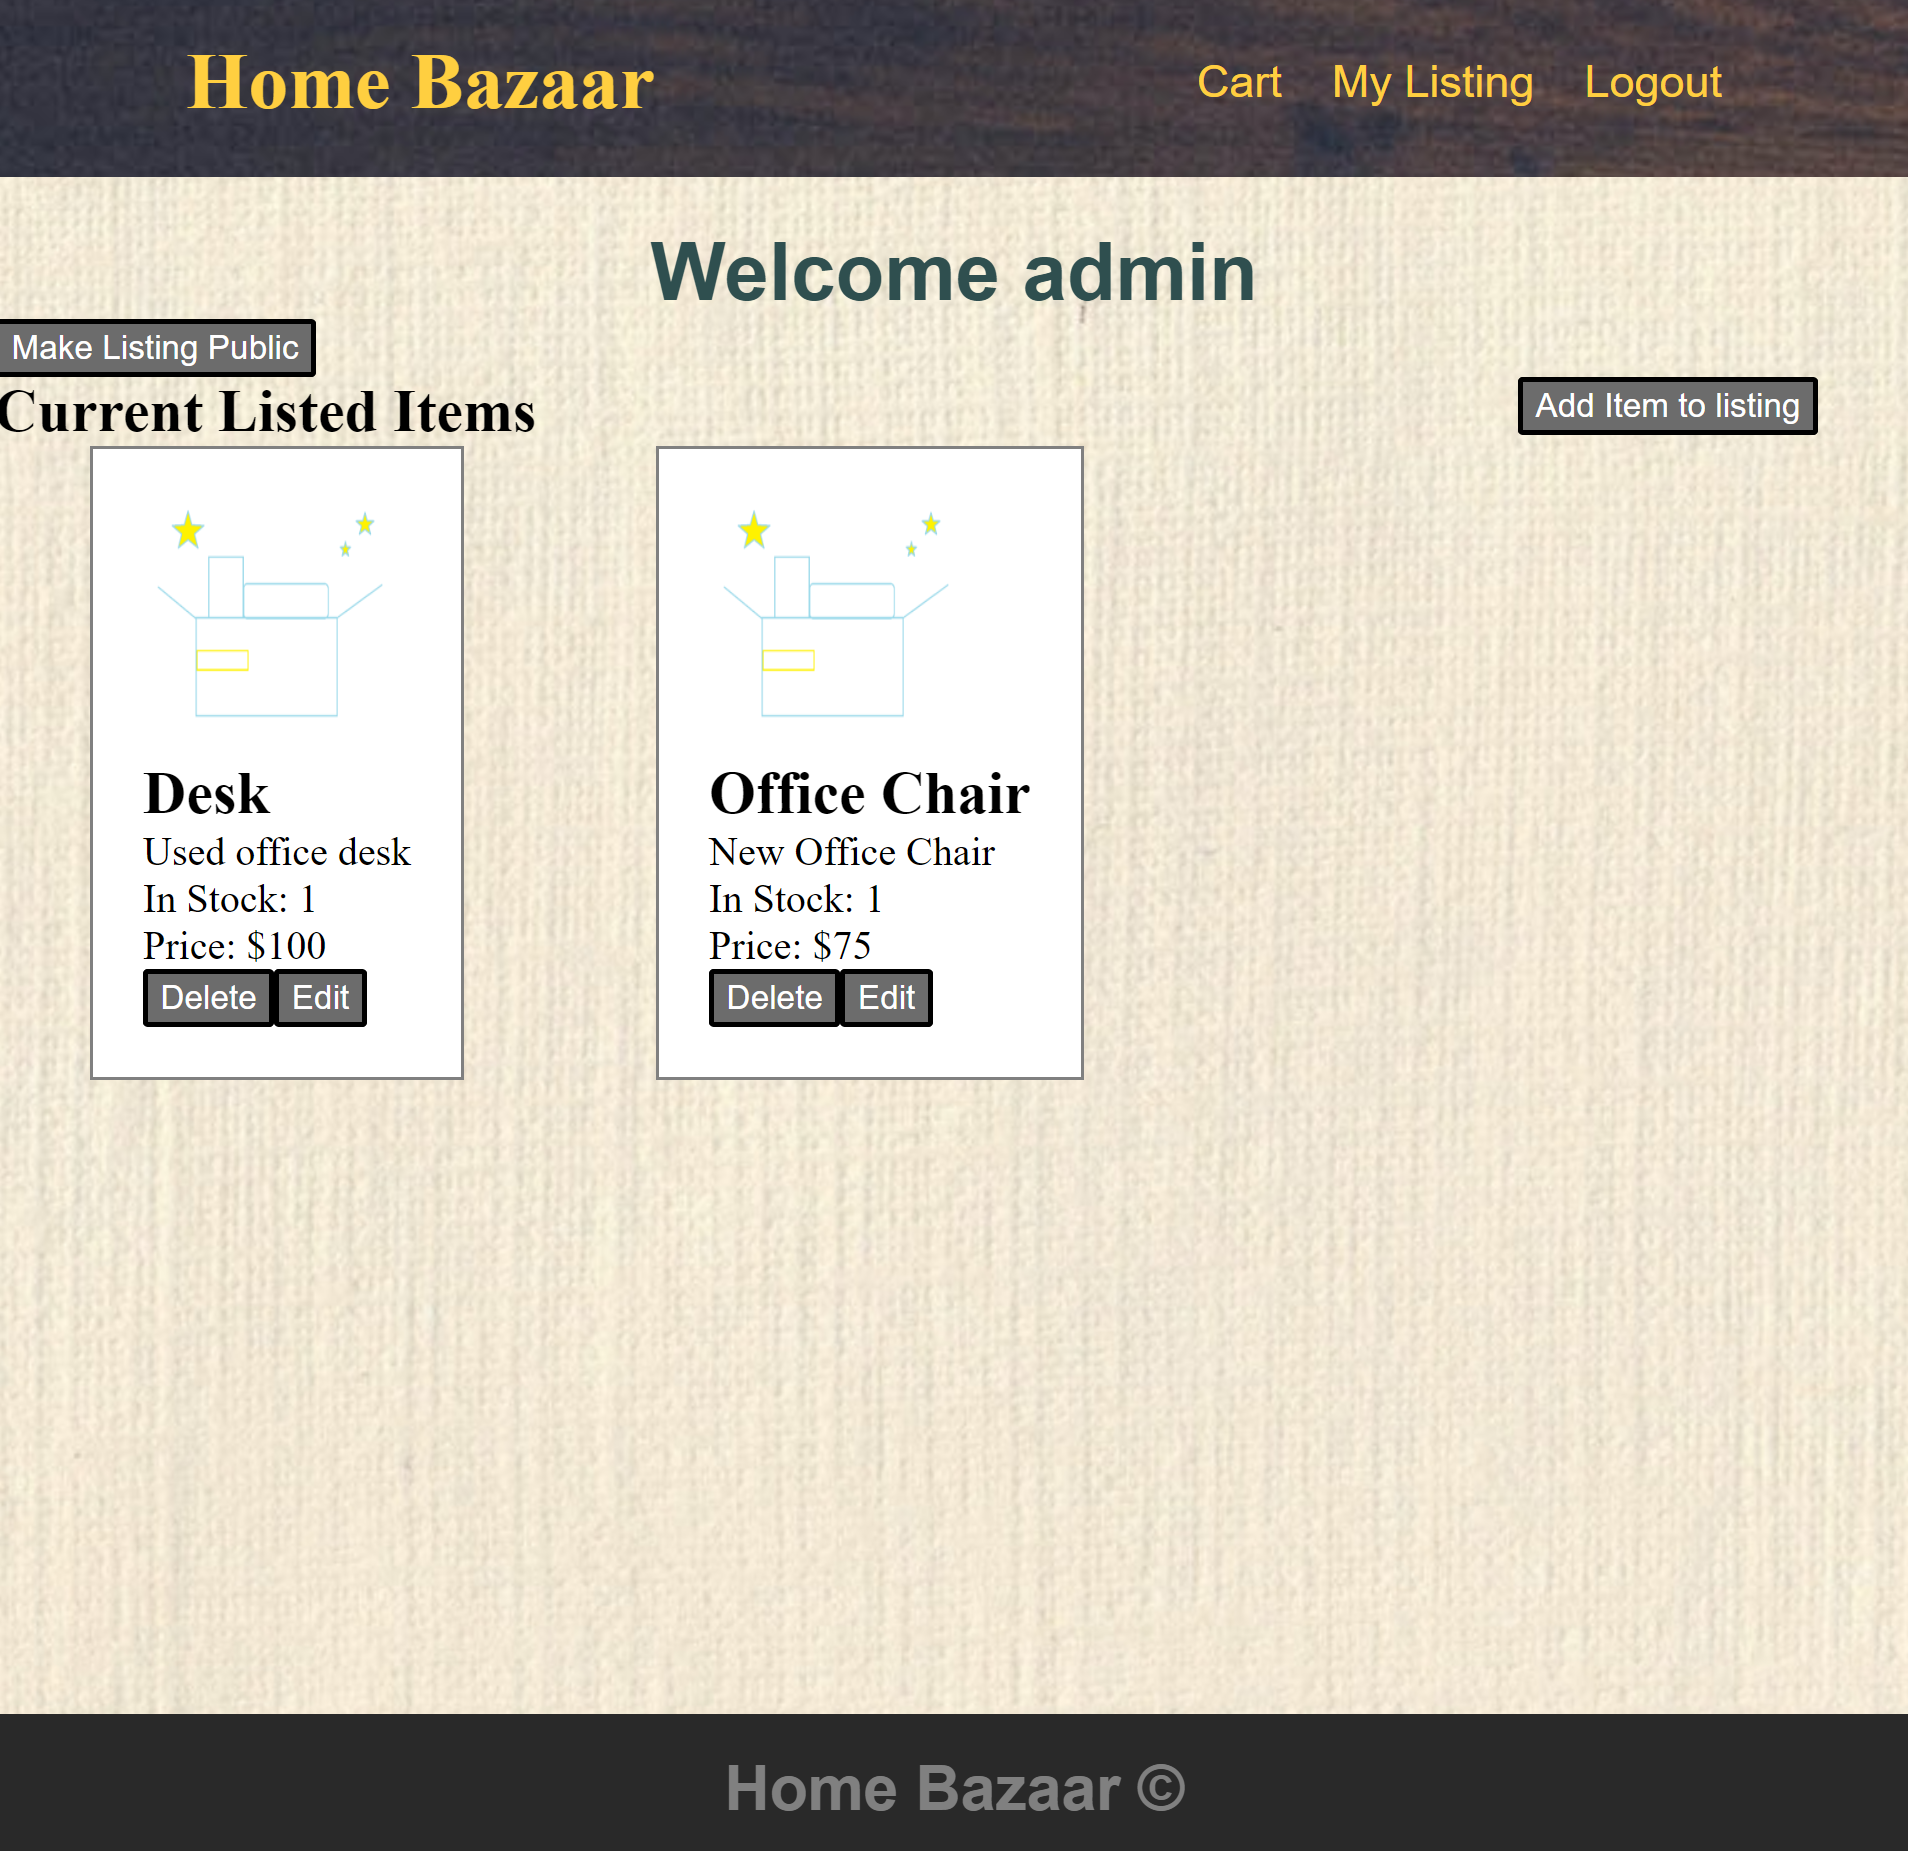 Home Bazaar
Cart My Listing Logout
Welcome admin
Make Listing Public
Current Listed Items
Add Item to listing
Desk
Used office desk
In Stock: 1
Price: $100
Delete Edit
Office Chair
New Office Chair
In Stock: 1
Price: $75
Delete Edit
Home Bazaar ©